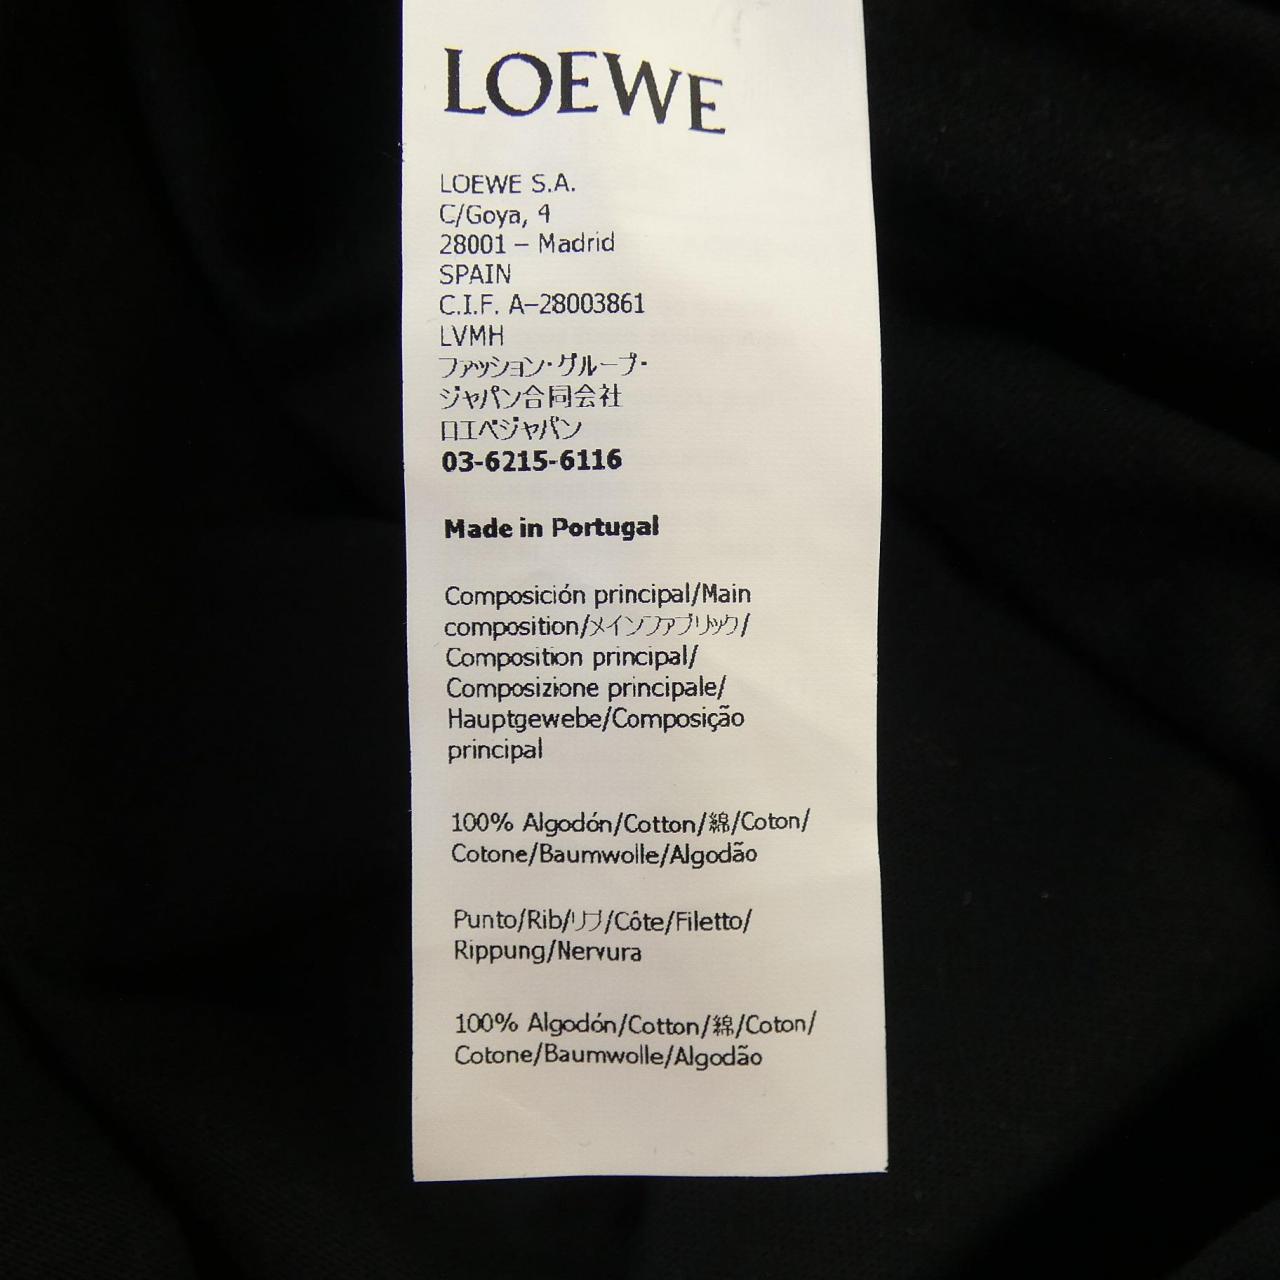 LOEWE
LOEWE S.A.
C/Goya, 4
28001 – Madrid
SPAIN
C.I.F. A–28003861
LVMH
ファッション・グループ・
ジャパン合同会社
ロエベジャパン
03-6215-6116
Made in Portugal
Composición principal/Main
composition/メインファブリック/
Composition principal/
Composizione principale/
Hauptgewebe/Composição
principal
100% Algodón/Cotton/綿/Coton/
Cotone/Baumwolle/Algodão
Punto/Rib/リブ/Côte/Filetto/
Rippung/Nervura
100% Algodón/Cotton/綿/Coton/
Cotone/Baumwolle/Algodão